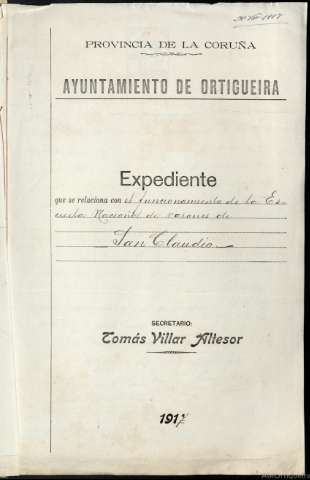 PROVINCIA DE LA CORUÑA
AYUNTAMIENTO DE ORTIGUEIRA
Expediente
que se relaciona con el funcionamiento de la Es-
cuela Nacional de varones de
San Claudio
SECRETARIO:
Tomás Villar Altesor
191